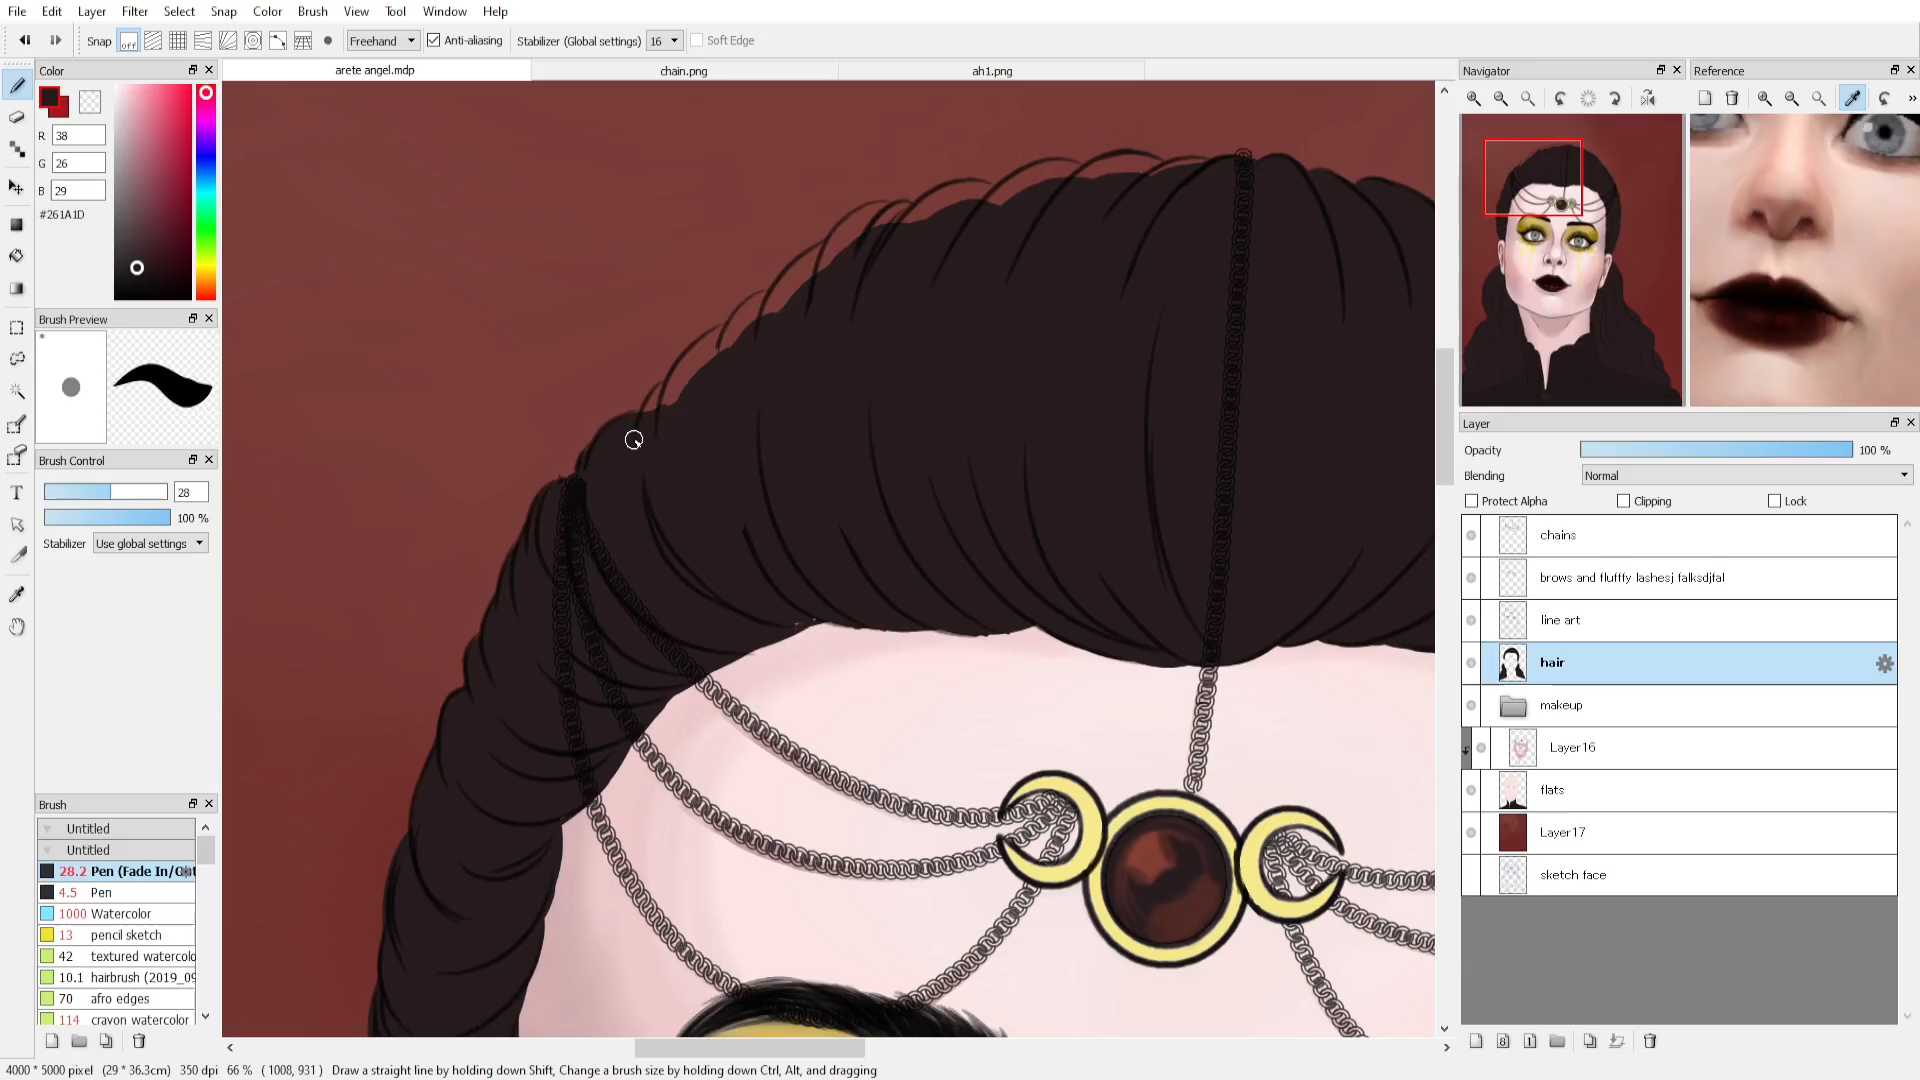 File Edit Layer Filter Select Snap Color Brush View Tool Window Help
Snap off Freehand Anti-aliasing Stabilizer (Global settings) 16 Soft Edge
Color
arete angel.mdp chain.png ah1.png
Navigator Reference
R 38
G 26
B 29
#261A1D
Brush Preview
*
Brush Control
28
100 %
Stabilizer Use global settings
Brush
Untitled
Untitled
28.2 Pen (Fade In/Out
4.5 Pen
1000 Watercolor
13 pencil sketch
42 textured watercolo
10.1 hairbrush (2019_09
70 afro edges
114 crayon watercolor
Layer
Opacity 100 %
Blending Normal
Protect Alpha Clipping Lock
chains
brows and flufffy lashesj falksdjfal
line art
hair
makeup
Layer16
flats
Layer17
sketch face
8 1
4000 * 5000 pixel (29 * 36.3cm) 350 dpi 66 % ( 1008, 931 ) Draw a straight line by holding down Shift, Change a brush size by holding down Ctrl, Alt, and dragging